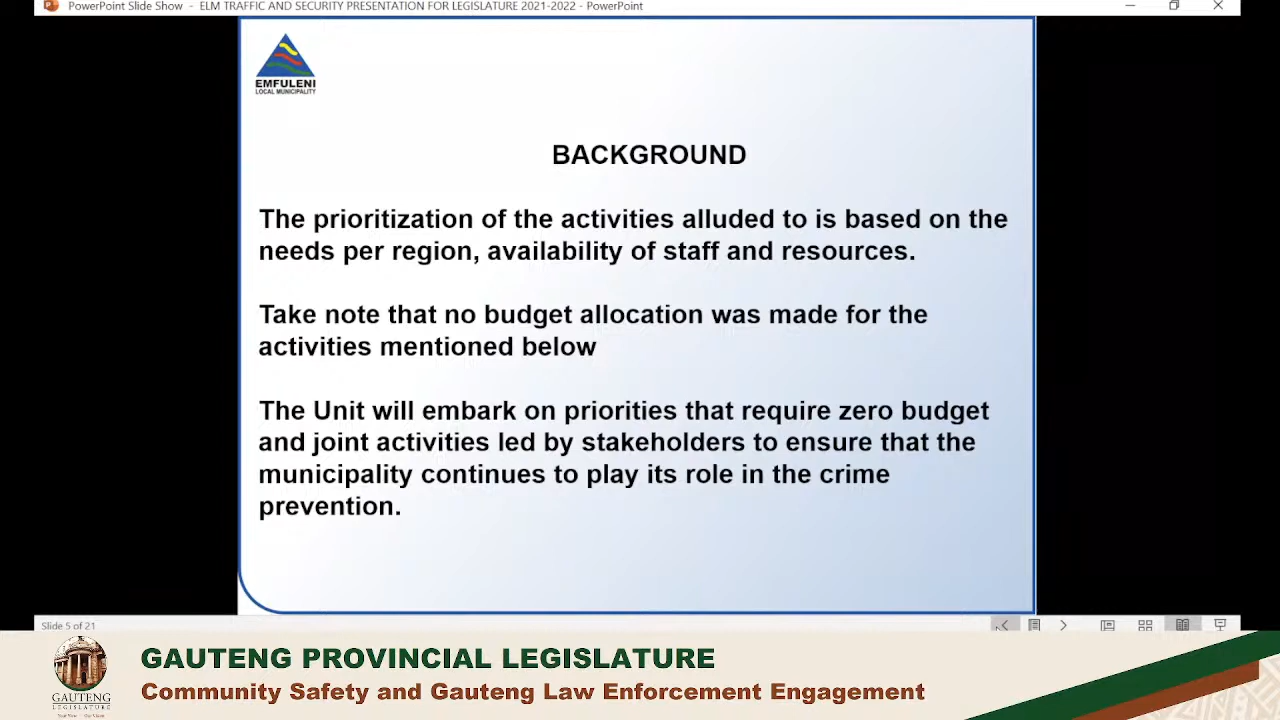 PowerPoint Slide Show - ELM TRAFFIC AND SECURITY PRESENTATION FOR LEGISLATURE 2021-2022 - PowerPoint
EMFULENI
LOCAL MUNICIPALITY
BACKGROUND
The prioritization of the activities alluded to is based on the
needs per region, availability of staff and resources.
Take note that no budget allocation was made for the
activities mentioned below
The Unit will embark on priorities that require zero budget
and joint activities led by stakeholders to ensure that the
municipality continues to play its role in the crime
prevention.
Slide 5 of 21
GAUTENG PROVINCIAL LEGISLATURE
Community Safety and Gauteng Law Enforcement Engagement
GAUTENG
LEGISLATURE